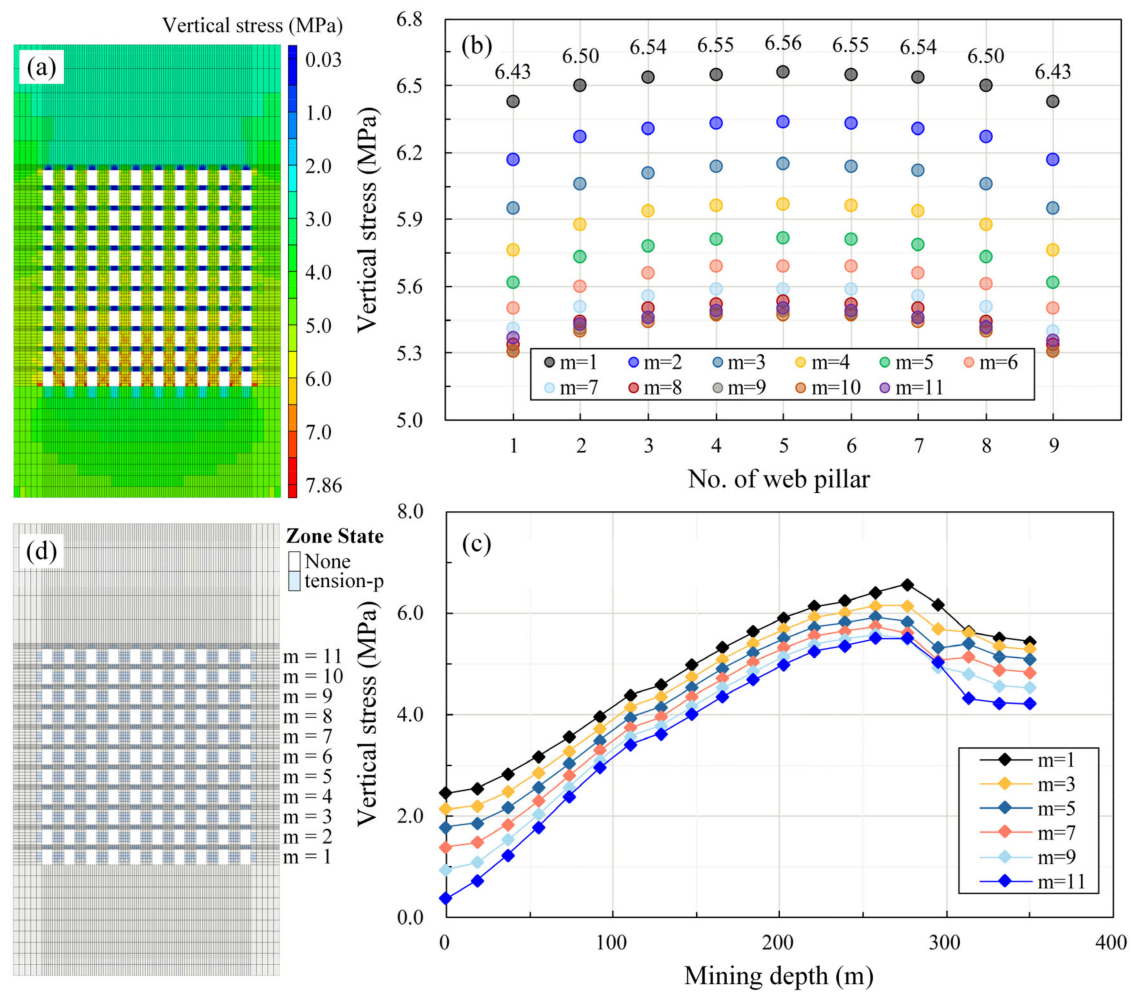 Vertical stress (MPa)
(a)
0.03
1.0
2.0
3.0
4.0
5.0
6.0
7.0
7.86
(b)
Vertical stress (MPa)
6.8
6.5
6.2
5.9
5.6
5.3
5.0
6.43 6.50 6.54 6.55 6.56 6.55 6.54 6.50 6.43
m=1 m=2 m=3 m=4 m=5 m=6
m=7 m=8 m=9 m=10 m=11
1 2 3 4 5 6 7 8 9
No. of web pillar
(d)
Zone State
None
tension-p
m = 11
m = 10
m = 9
m = 8
m = 7
m = 6
m = 5
m = 4
m = 3
m = 2
m = 1
(c)
Vertical stress (MPa)
8.0
6.0
4.0
2.0
0.0
m=1
m=3
m=5
m=7
m=9
m=11
0 100 200 300 400
Mining depth (m)